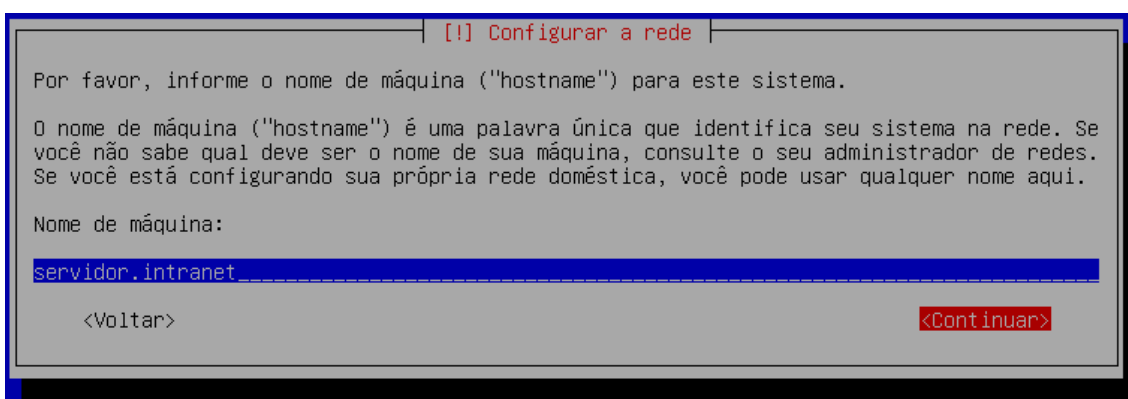 [!] Configurar a rede
Por favor, informe o nome de máquina ("hostname") para este sistema.
O nome de máquina ("hostname") é uma palavra única que identifica seu sistema na rede. Se
você não sabe qual deve ser o nome de sua máquina, consulte o seu administrador de redes.
Se você está configurando sua própria rede doméstica, você pode usar qualquer nome aqui.
Nome de máquina:
servidor.intranet
<Voltar> <Continuar>